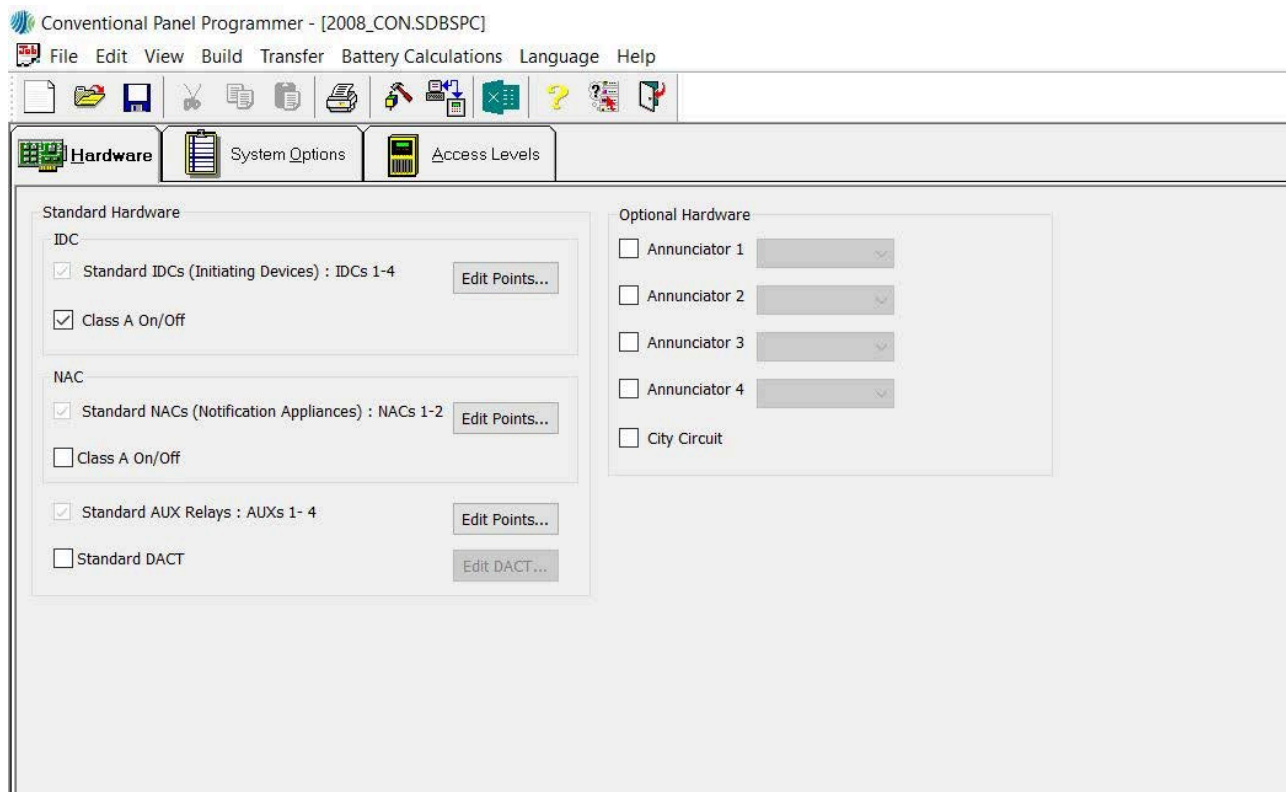 Conventional Panel Programmer - [2008_CON.SDBSPC]
File Edit View Build Transfer Battery Calculations Language Help
Hardware System Options Access Levels
Standard Hardware
IDC
Standard IDCs (Initiating Devices) : IDCs 1-4 Edit Points...
Class A On/Off
NAC
Standard NACs (Notification Appliances) : NACs 1-2 Edit Points...
Class A On/Off
Standard AUX Relays : AUXs 1- 4 Edit Points...
Standard DACT Edit DACT...
Optional Hardware
Annunciator 1
Annunciator 2
Annunciator 3
Annunciator 4
City Circuit